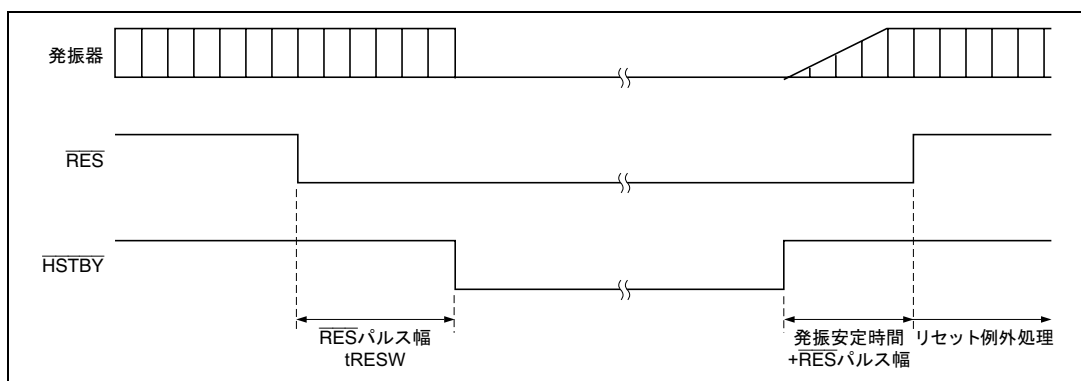 発振器
RES
HSTBY
RESパルス幅
tRESW
発振安定時間
+RESパルス幅
リセット例外処理